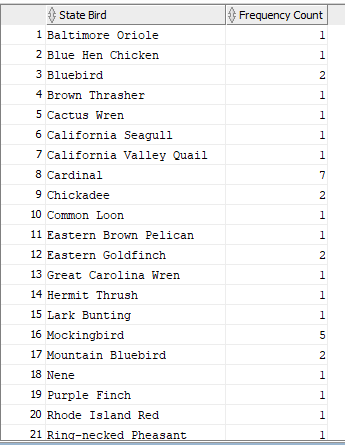 State Bird Frequency Count
1 Baltimore Oriole 1
2 Blue Hen Chicken 1
3 Bluebird 2
4 Brown Thrasher 1
5 Cactus Wren 1
6 California Seagull 1
7 California Valley Quail 1
8 Cardinal 7
9 Chickadee 2
10 Common Loon 1
11 Eastern Brown Pelican 1
12 Eastern Goldfinch 2
13 Great Carolina Wren 1
14 Hermit Thrush 1
15 Lark Bunting 1
16 Mockingbird 5
17 Mountain Bluebird 2
18 Nene 1
19 Purple Finch 1
20 Rhode Island Red 1
21 Ring-necked Pheasant 1